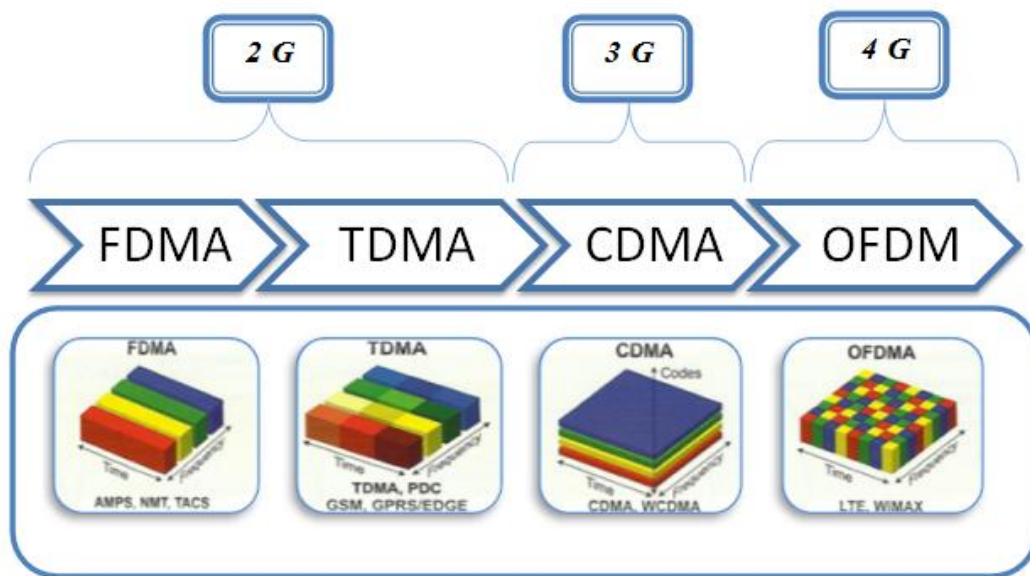 2 G
3 G
4 G
FDMA
TDMA
CDMA
OFDM
FDMA
Time
Frequency
AMPS, NMT, TACS
TDMA
Time
Frequency
TDMA, PDC
GSM, GPRS/EDGE
CDMA
Codes
Time
Frequency
CDMA, WCDMA
OFDMA
Time
Frequency
LTE, WiMAX